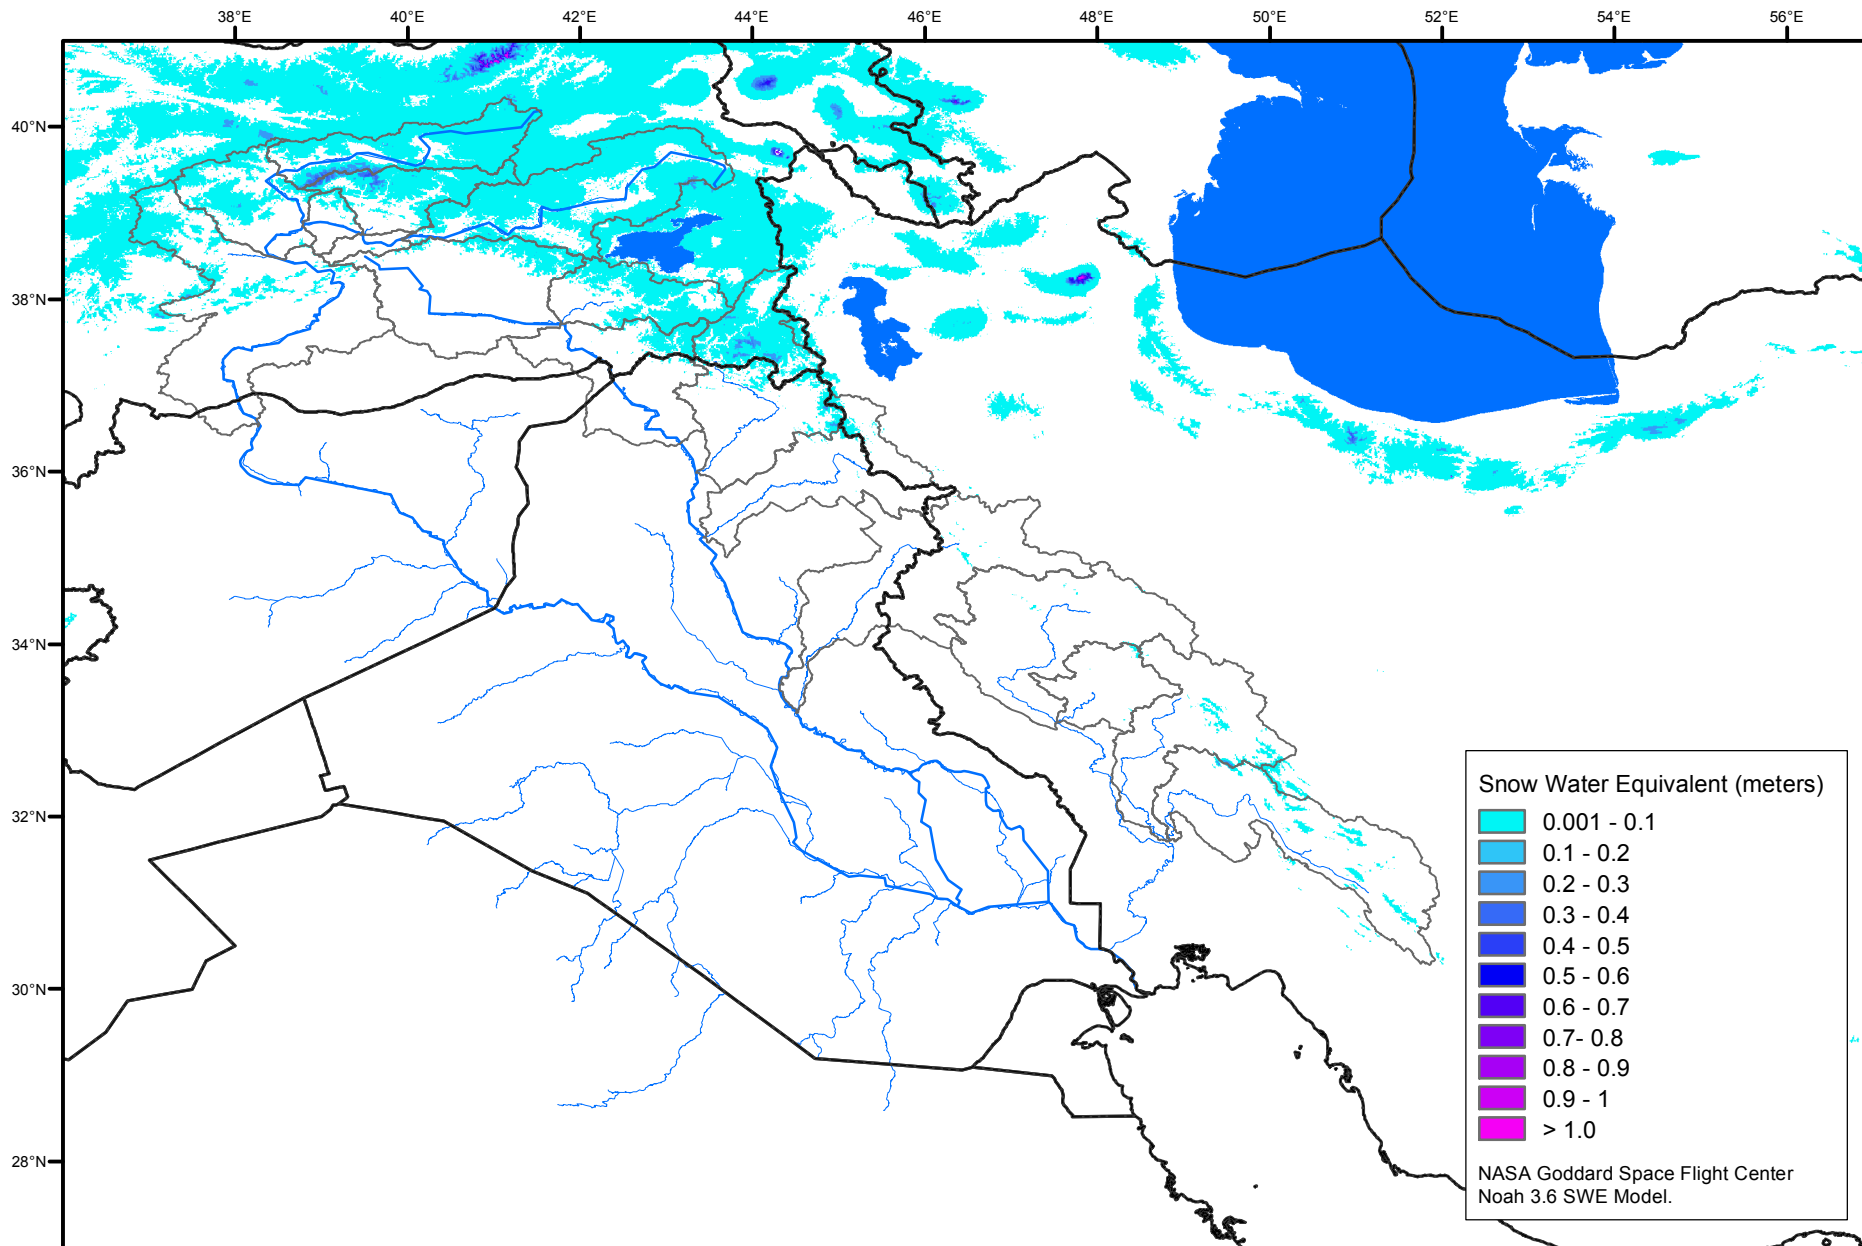 38°E 40°E 42°E 44°E 46°E 48°E 50°E 52°E 54°E 56°E
40°N
38°N
36°N
34°N
32°N
30°N
28°N
Snow Water Equivalent (meters)
0.001 - 0.1
0.1 - 0.2
0.2 - 0.3
0.3 - 0.4
0.4 - 0.5
0.5 - 0.6
0.6 - 0.7
0.7- 0.8
0.8 - 0.9
0.9 - 1
> 1.0
NASA Goddard Space Flight Center
Noah 3.6 SWE Model.